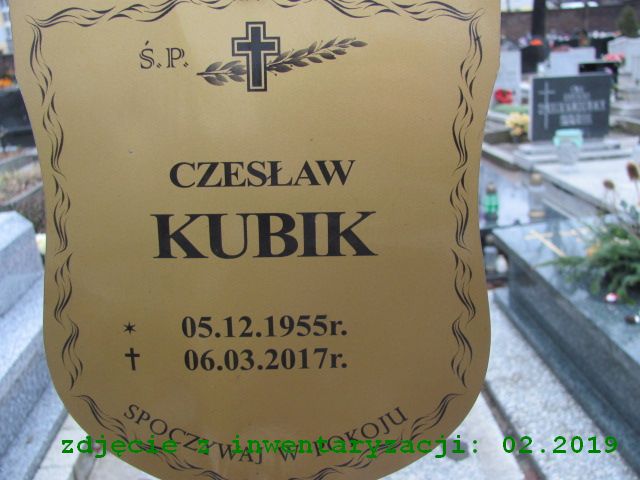 Ś.P.
CZESŁAW
KUBIK
* 05.12.1955r.
† 06.03.2017r.
SPOCZYWAJ W POKOJU
zdjęcie z inwentaryzacji: 02.2019